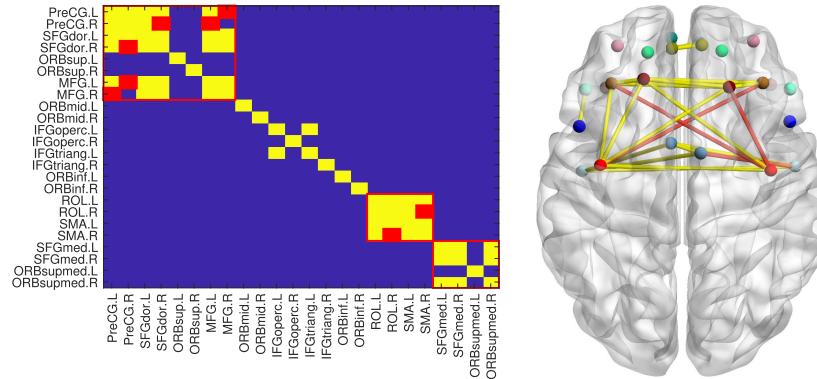 PreCG.L
PreCG.R
SFGdor.L
SFGdor.R
ORBsup.L
ORBsup.R
MFG.L
MFG.R
ORBmid.L
ORBmid.R
IFGoperc.L
IFGoperc.R
IFGtriang.L
IFGtriang.R
ORBinf.L
ORBinf.R
ROL.L
ROL.R
SMA.L
SMA.R
SFGmed.L
SFGmed.R
ORBsupmed.L
ORBsupmed.R
PreCG.L
PreCG.R
SFGdor.L
SFGdor.R
ORBsup.L
ORBsup.R
MFG.L
MFG.R
ORBmid.L
ORBmid.R
IFGoperc.L
IFGoperc.R
IFGtriang.L
IFGtriang.R
ORBinf.L
ORBinf.R
ROL.L
ROL.R
SMA.L
SMA.R
SFGmed.L
SFGmed.R
ORBsupmed.L
ORBsupmed.R